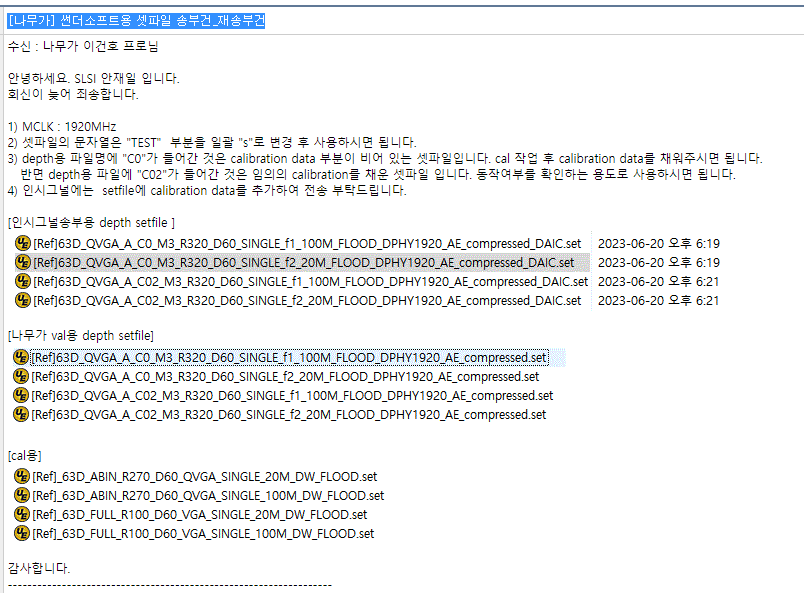 [나무가] 썬더소프트용 셋파일 송부건_재송부건
수신 : 나무가 이건호 프로님
안녕하세요. SLSI 안재일 입니다.
회신이 늦어 죄송합니다.
1) MCLK : 1920MHz
2) 셋파일의 문자열은 "TEST" 부분을 일괄 "s"로 변경 후 사용하시면 됩니다.
3) depth용 파일명에 "C0"가 들어간 것은 calibration data 부분이 비어 있는 셋파일입니다. cal 작업 후 calibration data를 채워주시면 됩니다.
반면 depth용 파일에 "C02"가 들어간 것은 임의의 calibration를 채운 셋파일 입니다. 동작여부를 확인하는 용도로 사용하시면 됩니다.
4) 인시그널에는 setfile에 calibration data를 추가하여 전송 부탁드립니다.
[인시그널송부용 depth setfile ]
[Ref]63D_QVGA_A_C0_M3_R320_D60_SINGLE_f1_100M_FLOOD_DPHY1920_AE_compressed_DAIC.set 2023-06-20 오후 6:19
[Ref]63D_QVGA_A_C0_M3_R320_D60_SINGLE_f2_20M_FLOOD_DPHY1920_AE_compressed_DAIC.set 2023-06-20 오후 6:19
[Ref]63D_QVGA_A_C02_M3_R320_D60_SINGLE_f1_100M_FLOOD_DPHY1920_AE_compressed_DAIC.set 2023-06-20 오후 6:21
[Ref]63D_QVGA_A_C02_M3_R320_D60_SINGLE_f2_20M_FLOOD_DPHY1920_AE_compressed_DAIC.set 2023-06-20 오후 6:21
[나무가 val용 depth setfile]
[Ref]63D_QVGA_A_C0_M3_R320_D60_SINGLE_f1_100M_FLOOD_DPHY1920_AE_compressed.set
[Ref]63D_QVGA_A_C0_M3_R320_D60_SINGLE_f2_20M_FLOOD_DPHY1920_AE_compressed.set
[Ref]63D_QVGA_A_C02_M3_R320_D60_SINGLE_f1_100M_FLOOD_DPHY1920_AE_compressed.set
[Ref]63D_QVGA_A_C02_M3_R320_D60_SINGLE_f2_20M_FLOOD_DPHY1920_AE_compressed.set
[cal용]
[Ref]_63D_ABIN_R270_D60_QVGA_SINGLE_20M_DW_FLOOD.set
[Ref]_63D_ABIN_R270_D60_QVGA_SINGLE_100M_DW_FLOOD.set
[Ref]_63D_FULL_R100_D60_VGA_SINGLE_20M_DW_FLOOD.set
[Ref]_63D_FULL_R100_D60_VGA_SINGLE_100M_DW_FLOOD.set
감사합니다.
----------------------------------------------------------------